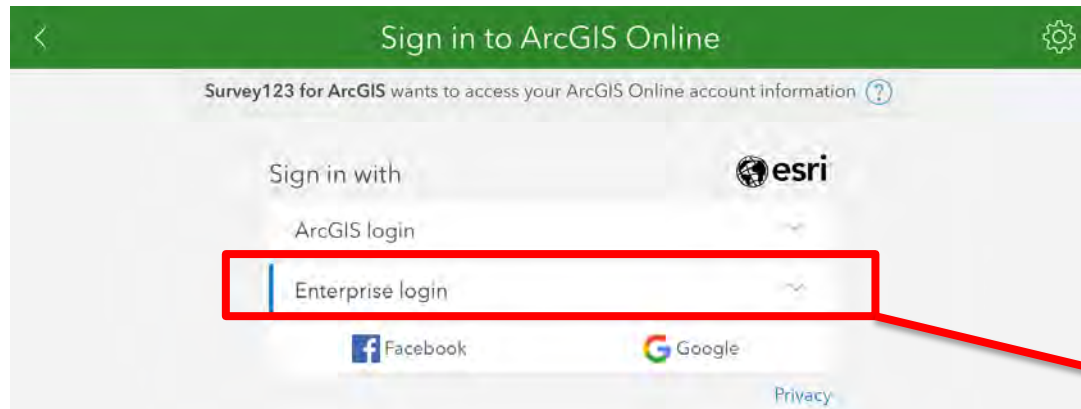 Sign in to ArcGIS Online
Survey123 for ArcGIS wants to access your ArcGIS Online account information ?
Sign in with esri
ArcGIS login
Enterprise login
Facebook Google
Privacy